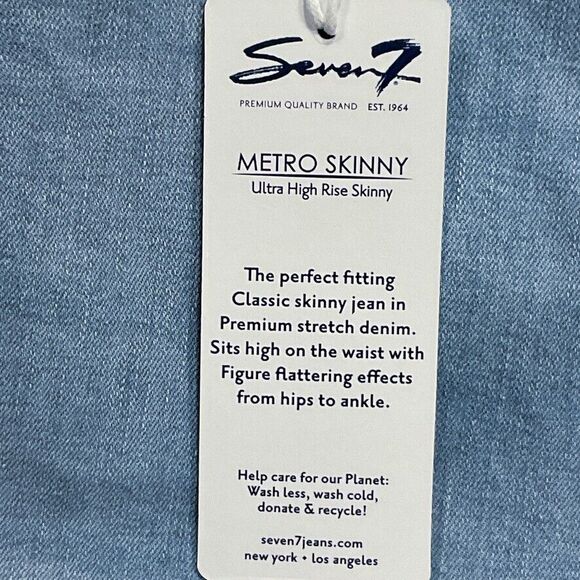 Seven7
PREMIUM QUALITY BRAND EST. 1964
METRO SKINNY
Ultra High Rise Skinny
The perfect fitting
Classic skinny jean in
Premium stretch denim.
Sits high on the waist with
Figure flattering effects
from hips to ankle.
Help care for our Planet:
Wash less, wash cold,
donate & recycle!
seven7jeans.com
new york • los angeles